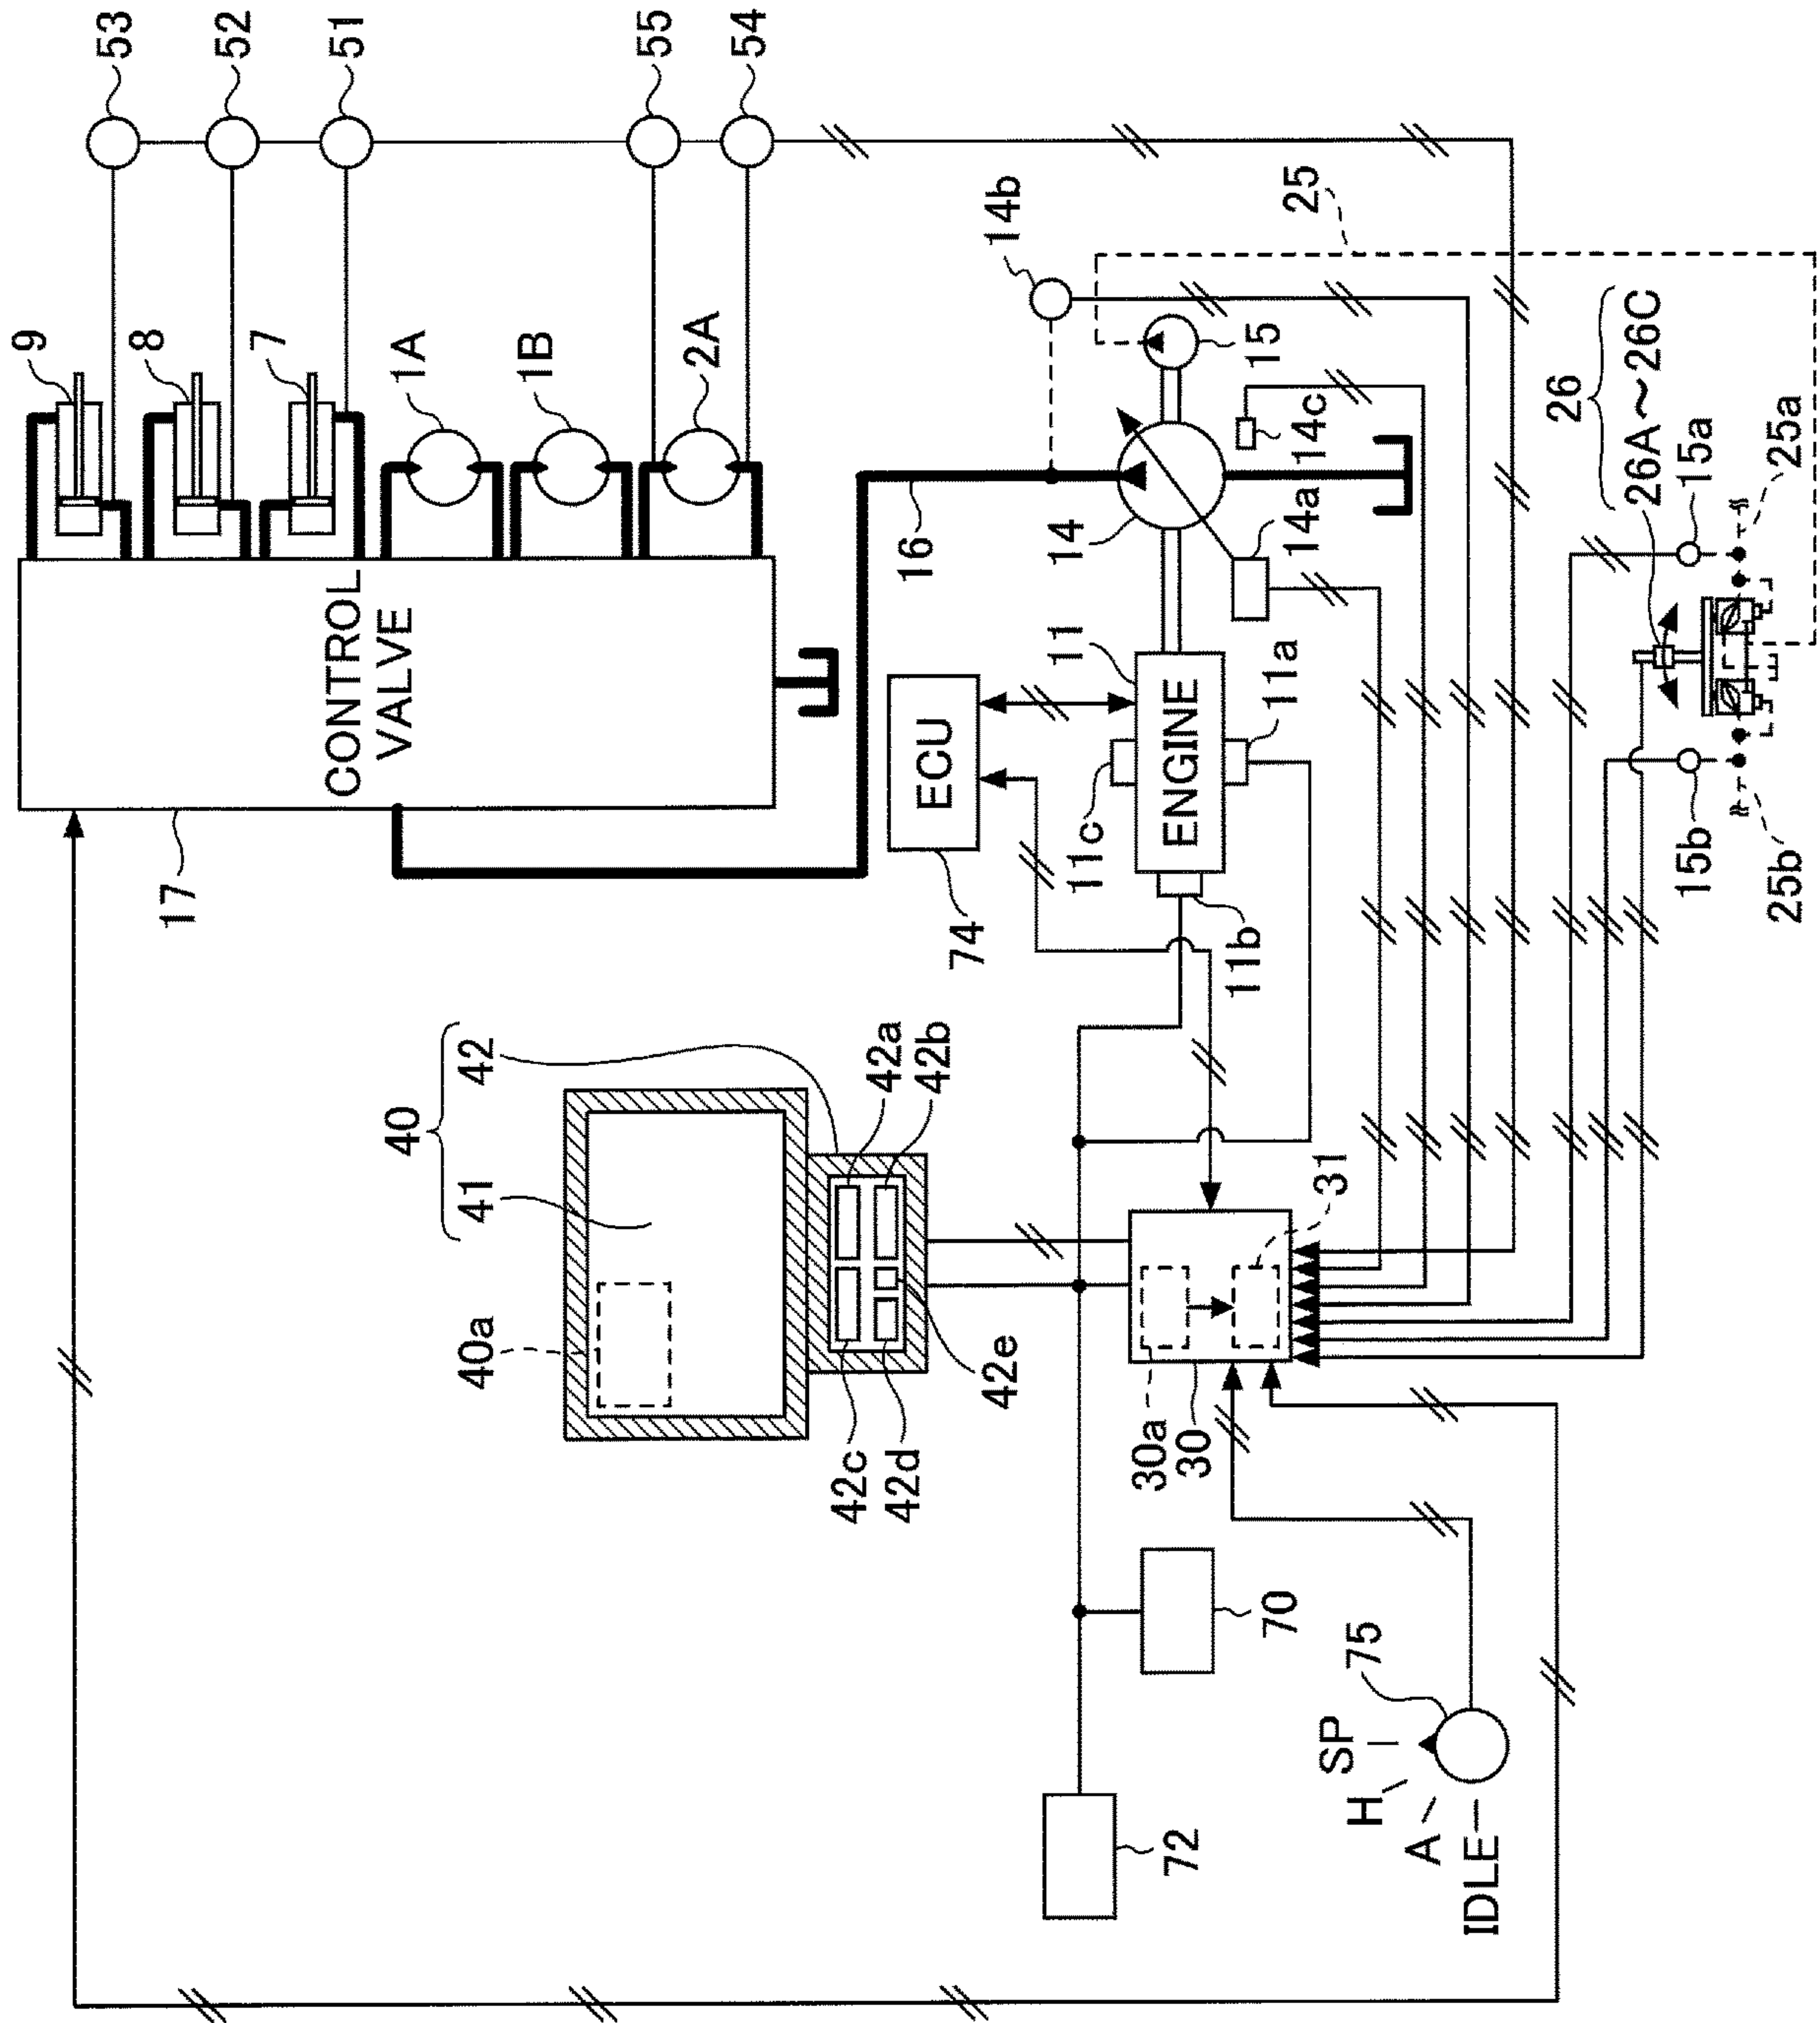 53
52
51
55
54
9
8
7
1A
1B
2A
CONTROL
VALVE
17
14b
25
16
14
15
14c
14a
11
11a
11c
11b
ENGINE
ECU
74
26
26A~26C
15a
25a
15b
25b
40
41
42
42a
42b
40a
42c
42d
42e
31
30a
30
70
72
75
SP
H
A
IDLE